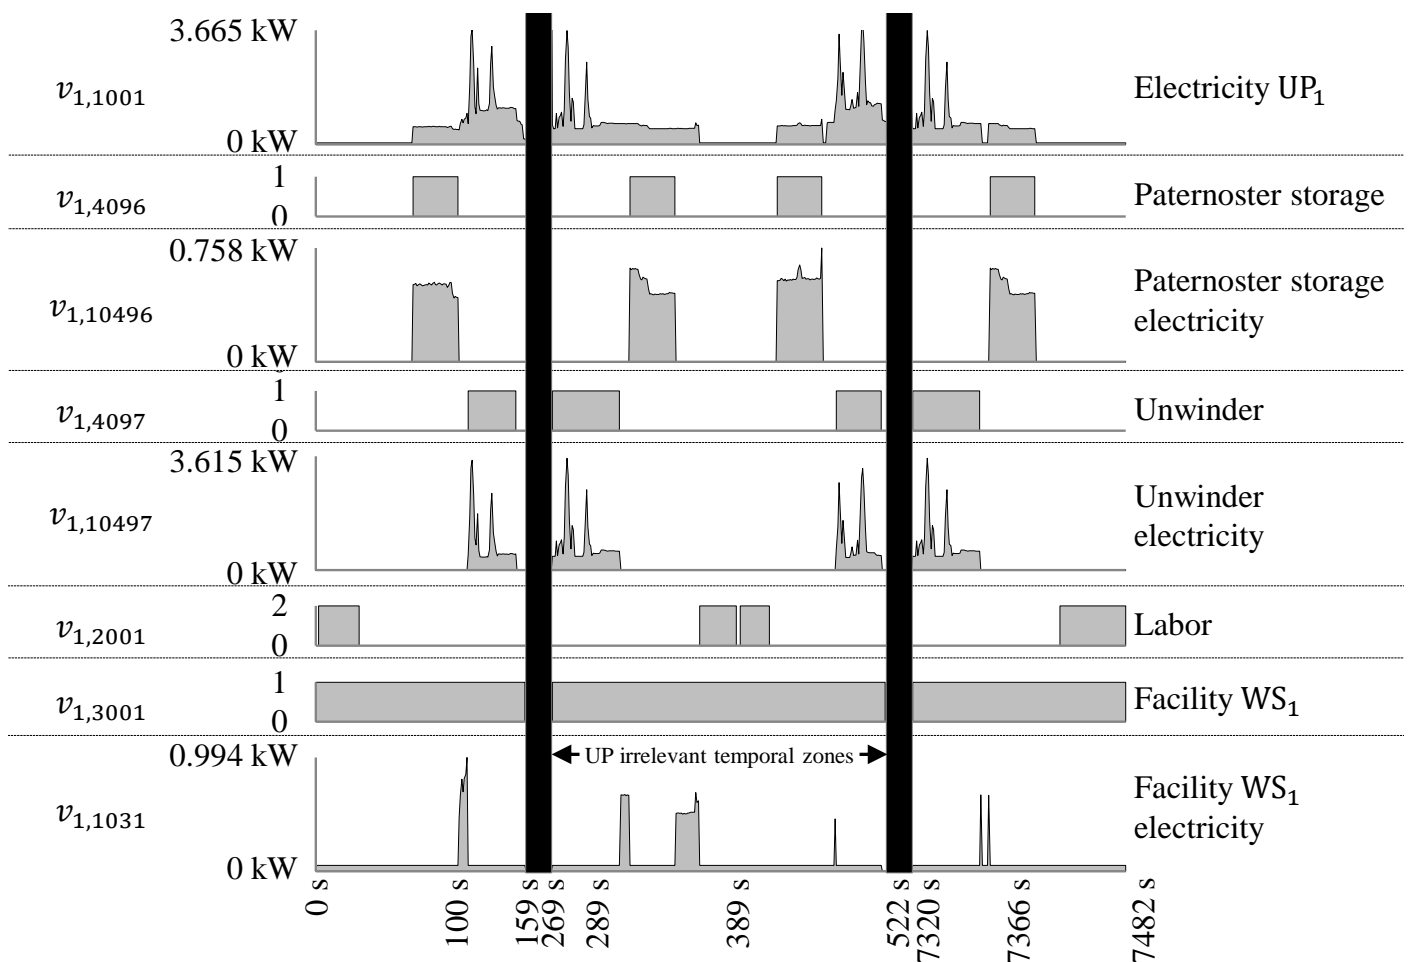 3.665 kW
v1,1001
0 kW
Electricity UP1
1
v1,4096
0
Paternoster storage
0.758 kW
v1,10496
0 kW
Paternoster storage
electricity
1
v1,4097
0
Unwinder
3.615 kW
v1,10497
0 kW
Unwinder
electricity
2
v1,2001
0
Labor
1
v1,3001
0
Facility WS1
0.994 kW
UP irrelevant temporal zones
v1,1031
0 kW
Facility WS1
electricity
0 s
100 s
159 s
269 s
289 s
389 s
522 s
7320 s
7366 s
7482 s